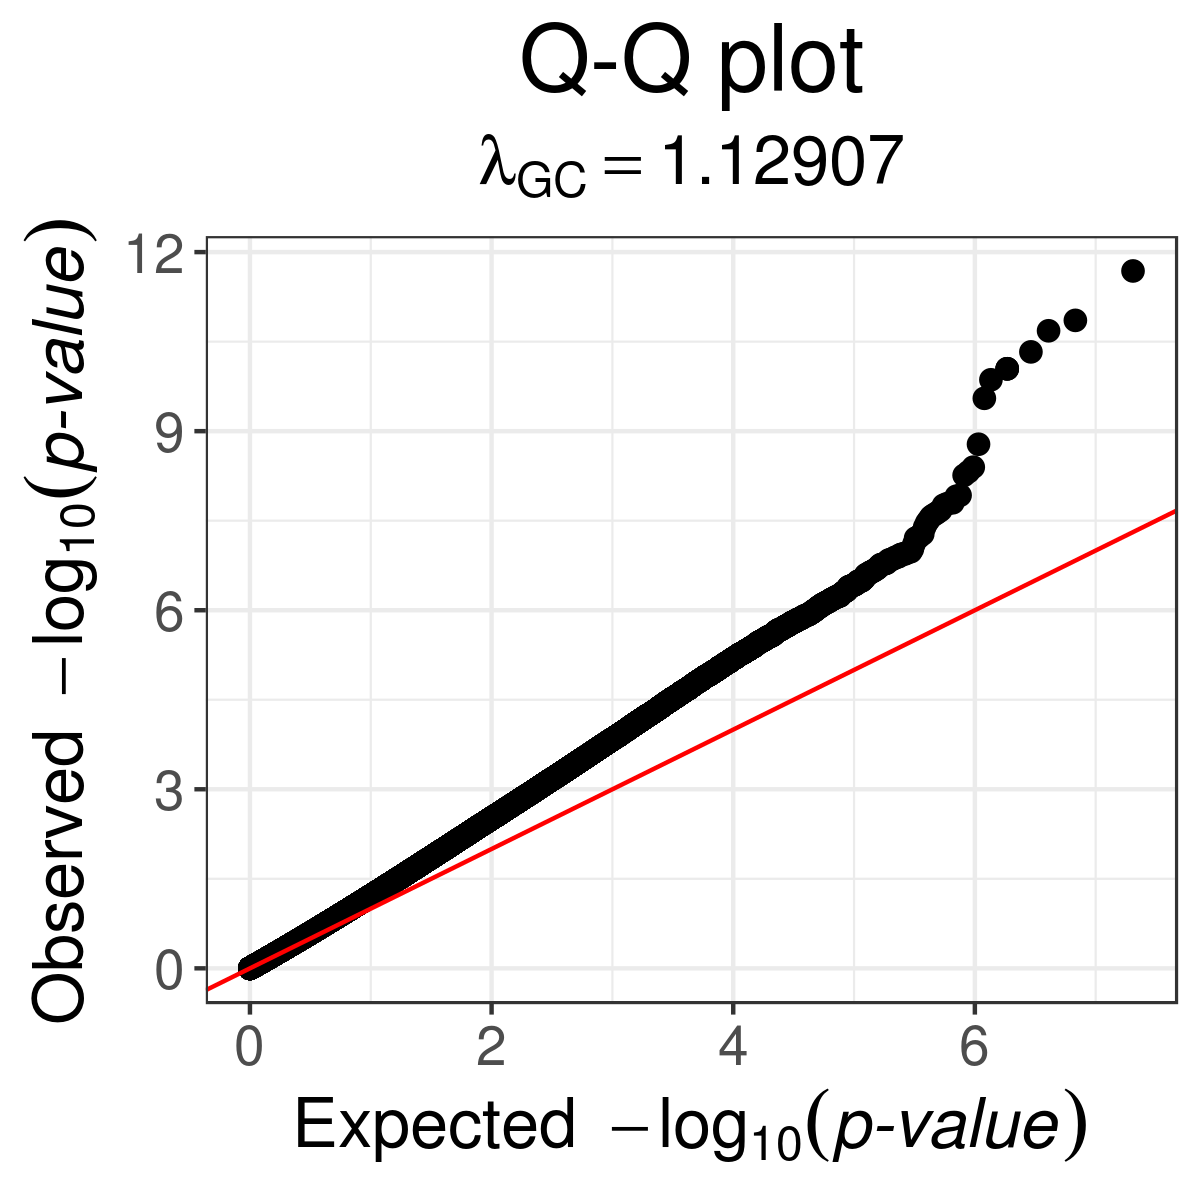 Q-Q plot
λGC = 1.12907
Observed −log10(p-value)
12
9
6
3
0
0 2 4 6
Expected −log10(p-value)